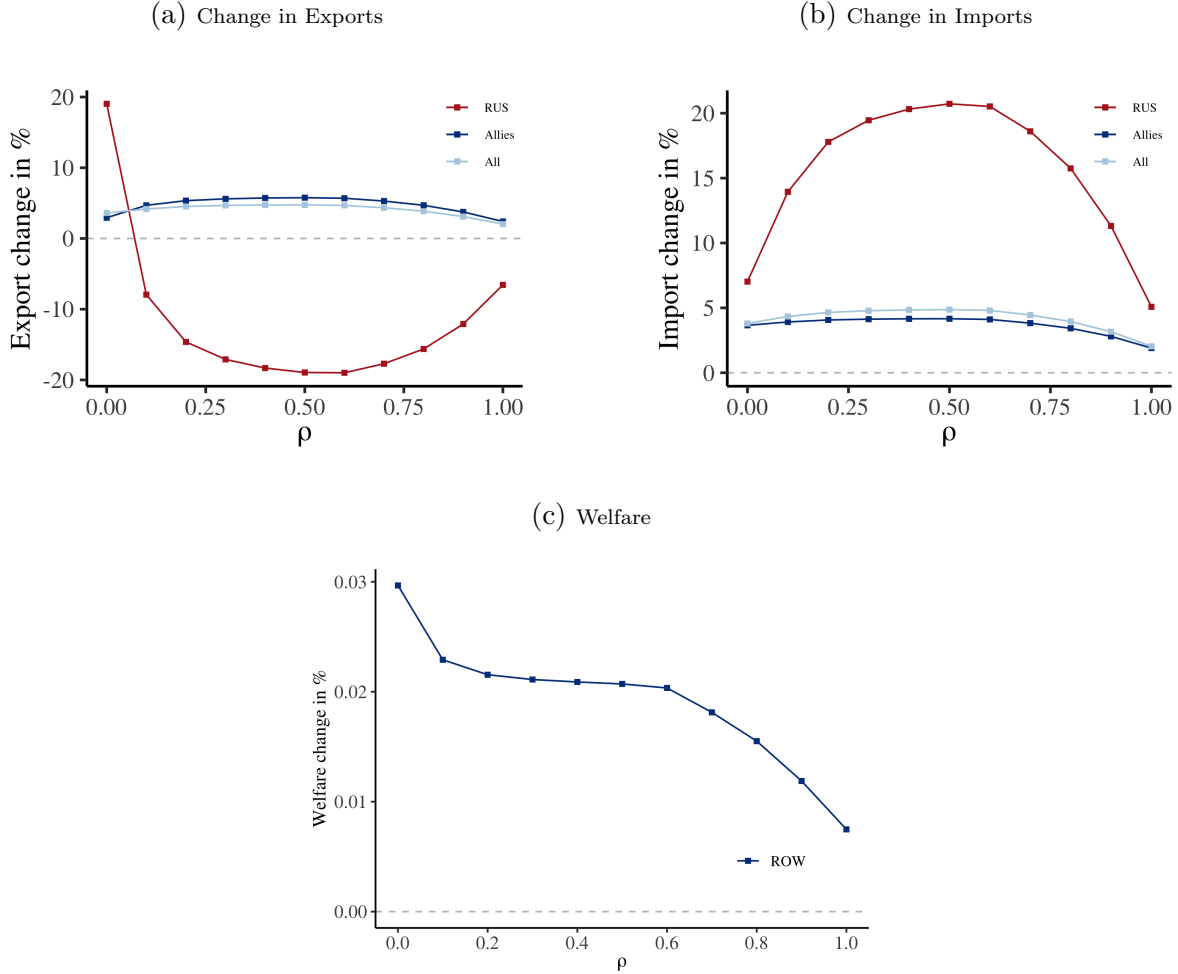 (a) Change in Exports
20
10
0
-10
-20
Export change in %
0.00 0.25 0.50 0.75 1.00
ρ
RUS
Allies
All
(b) Change in Imports
20
15
10
5
0
Import change in %
0.00 0.25 0.50 0.75 1.00
ρ
RUS
Allies
All
(c) Welfare
0.03
0.02
0.01
0.00
Welfare change in %
0.0 0.2 0.4 0.6 0.8 1.0
ρ
ROW